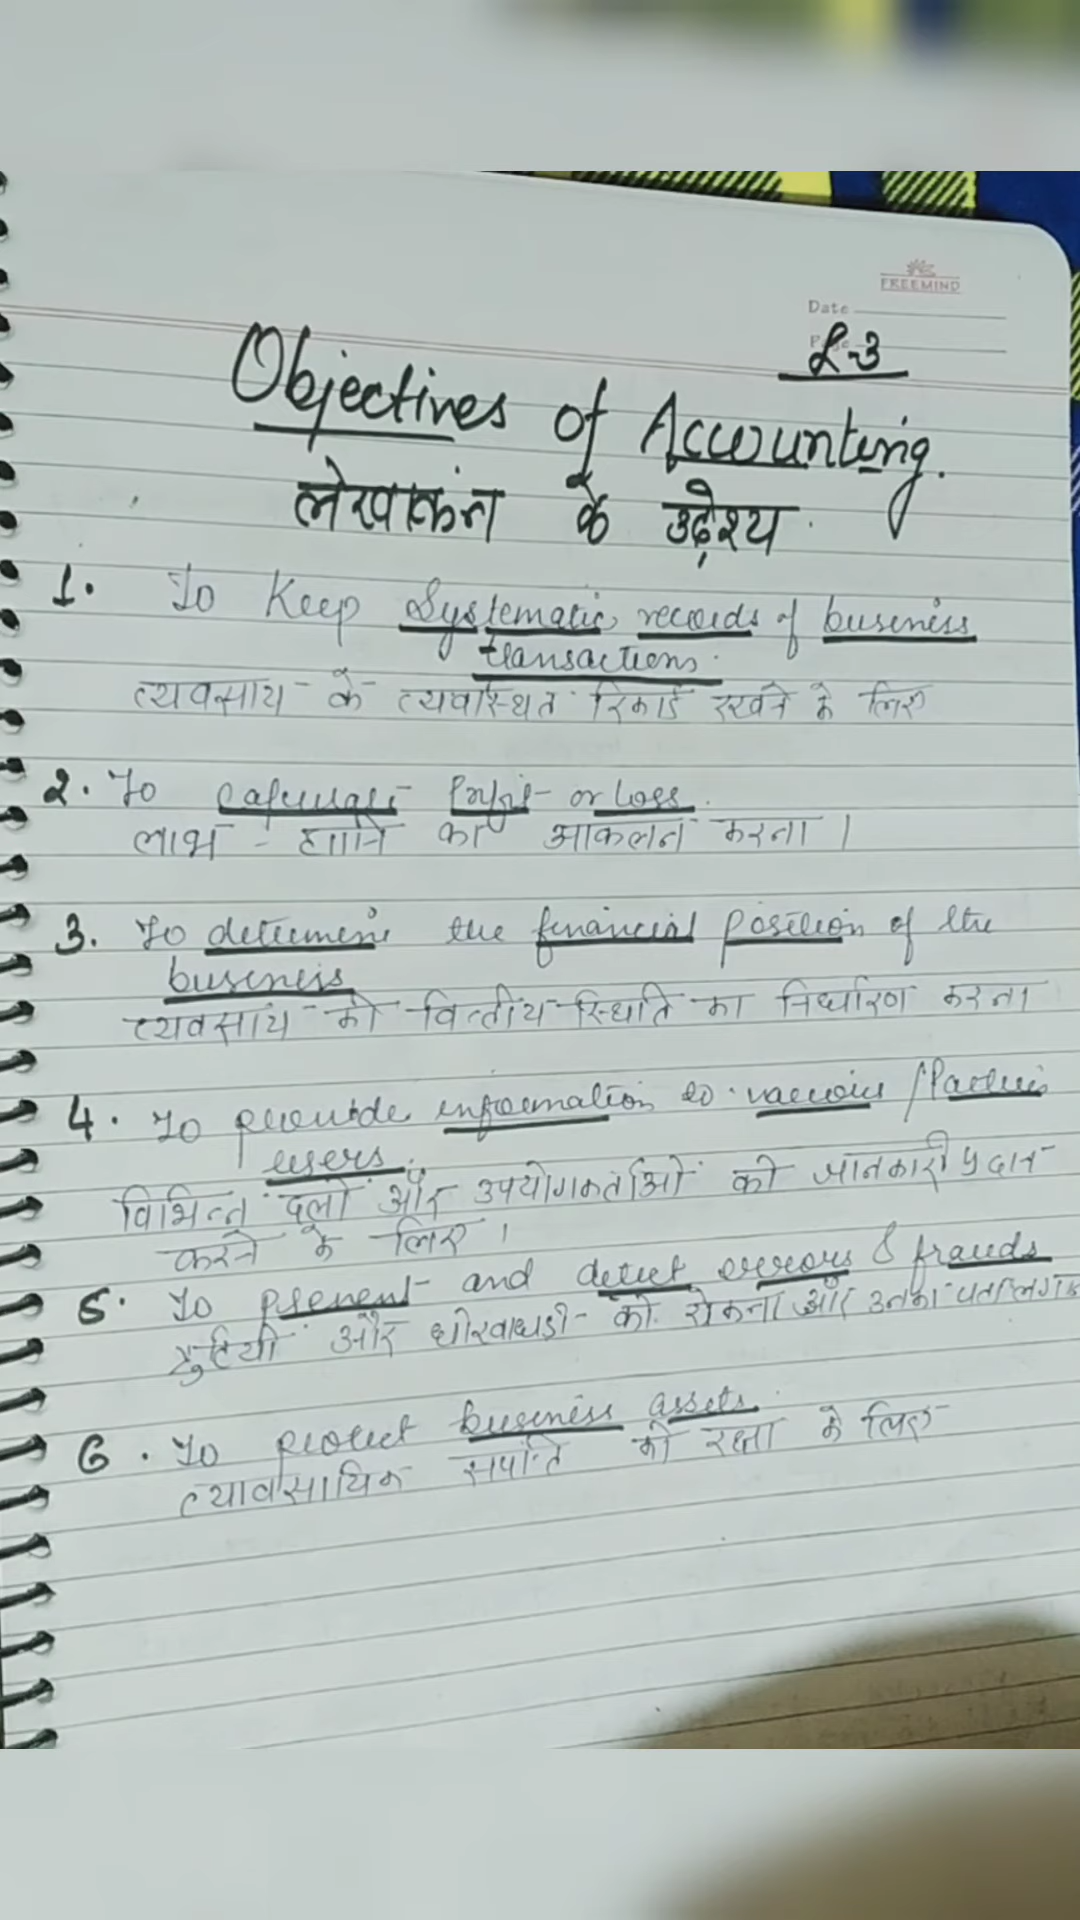 FREEMIND
Date
L-3
Objectives of Accounting.
लेखाकंन के उद्देश्य
1. To Keep Systematic records of business
transactions.
व्यवसाय के व्यवस्थित रिकार्ड रखने के लिए
2. To calculate Profit or Loss.
लाभ - हानि का आकलन करना ।
3. To determine the financial position of the
business
व्यवसाय की वित्तीय स्थिति का निर्धारण करना
4. To provide information to various / Parties
users.
विभिन्न दलों और उपयोगकर्ताओं को जानकारी प्रदान
करने के लिए ।
5. To prevent and detect errors & frauds
त्रुटियों और धोखाधड़ी को रोकना और उनका पता लगाना
6. To protect business assets.
व्यावसायिक संपत्ति की रक्षा के लिए